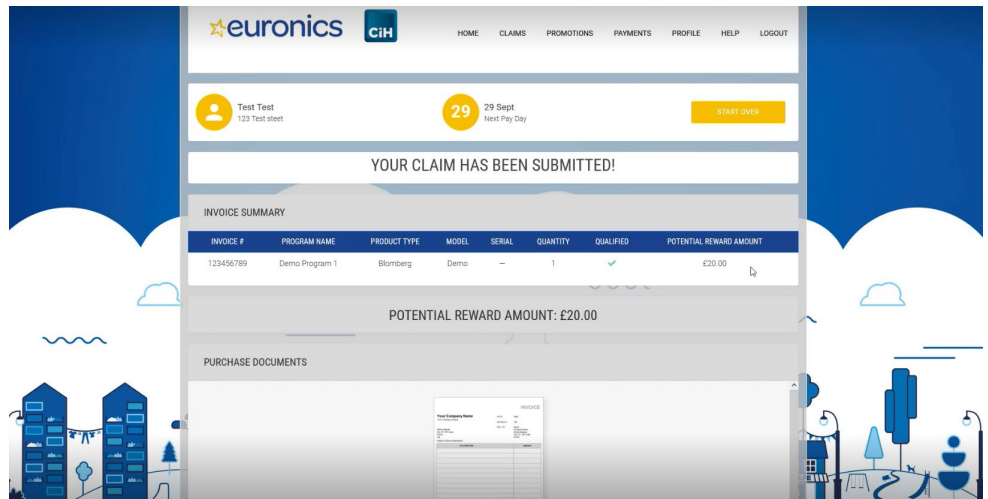 euronics
CiH
HOME CLAIMS PROMOTIONS PAYMENTS PROFILE HELP LOGOUT
Test Test
123 Test steet
29
29 Sept
Next Pay Day
START OVER
YOUR CLAIM HAS BEEN SUBMITTED!
INVOICE SUMMARY
INVOICE # PROGRAM NAME PRODUCT TYPE MODEL SERIAL QUANTITY QUALIFIED POTENTIAL REWARD AMOUNT
123456789 Demo Program 1 Blomberg Demo – 1 ✓ £20.00
POTENTIAL REWARD AMOUNT: £20.00
PURCHASE DOCUMENTS
INVOICE
Your Company Name